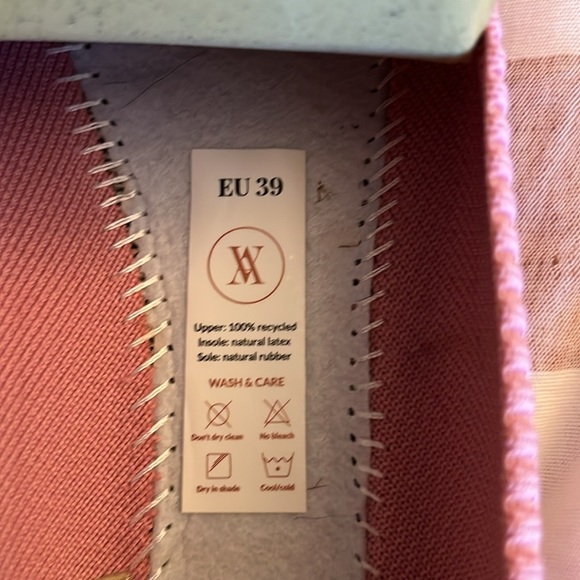 EU 39
VA
Upper: 100% recycled
Insole: natural latex
Sole: natural rubber
WASH & CARE
Don't dry clean
No bleach
Dry in shade
Cool/cold